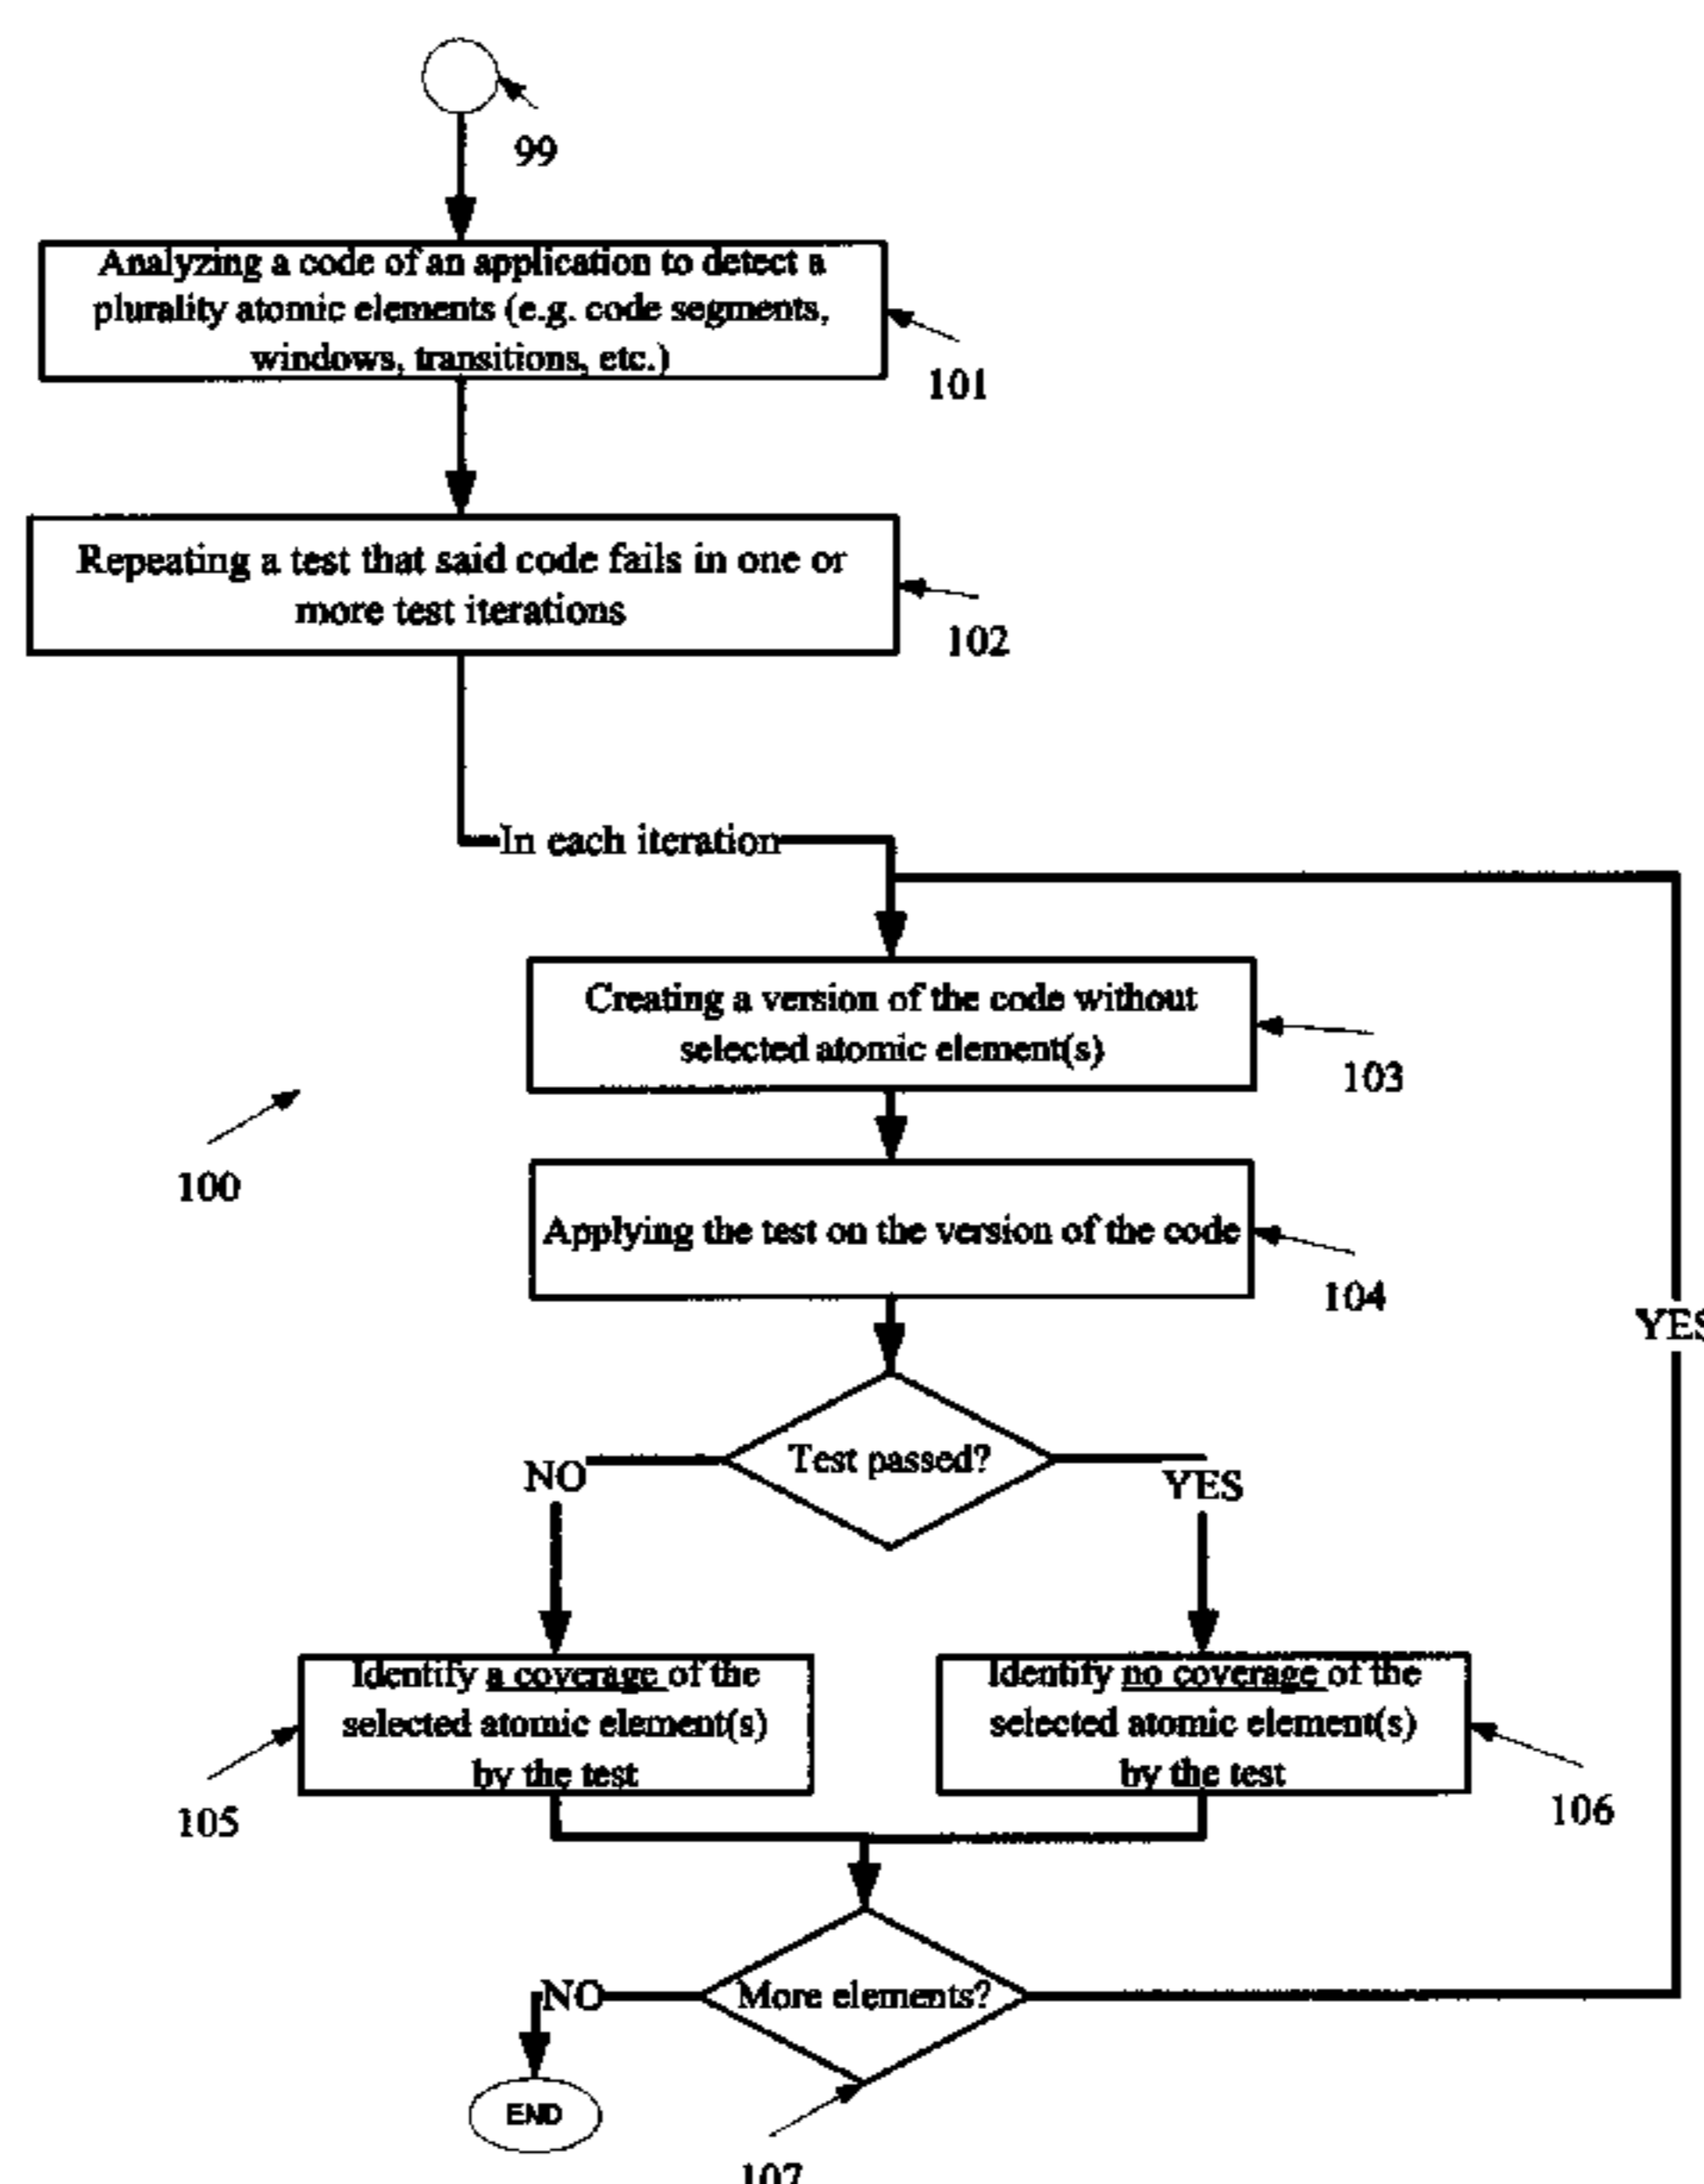 99
Analyzing a code of an application to detect a
plurality atomic elements (e.g. code segments,
windows, transitions, etc.)
101
Repeating a test that said code fails in one or
more test iterations
102
In each iteration
Creating a version of the code without
selected atomic element(s)
103
100
Applying the test on the version of the code
104
YES
Test passed?
NO
YES
Identify a coverage of the
selected atomic element(s)
by the test
105
Identify no coverage of the
selected atomic element(s)
by the test
106
More elements?
NO
END
107